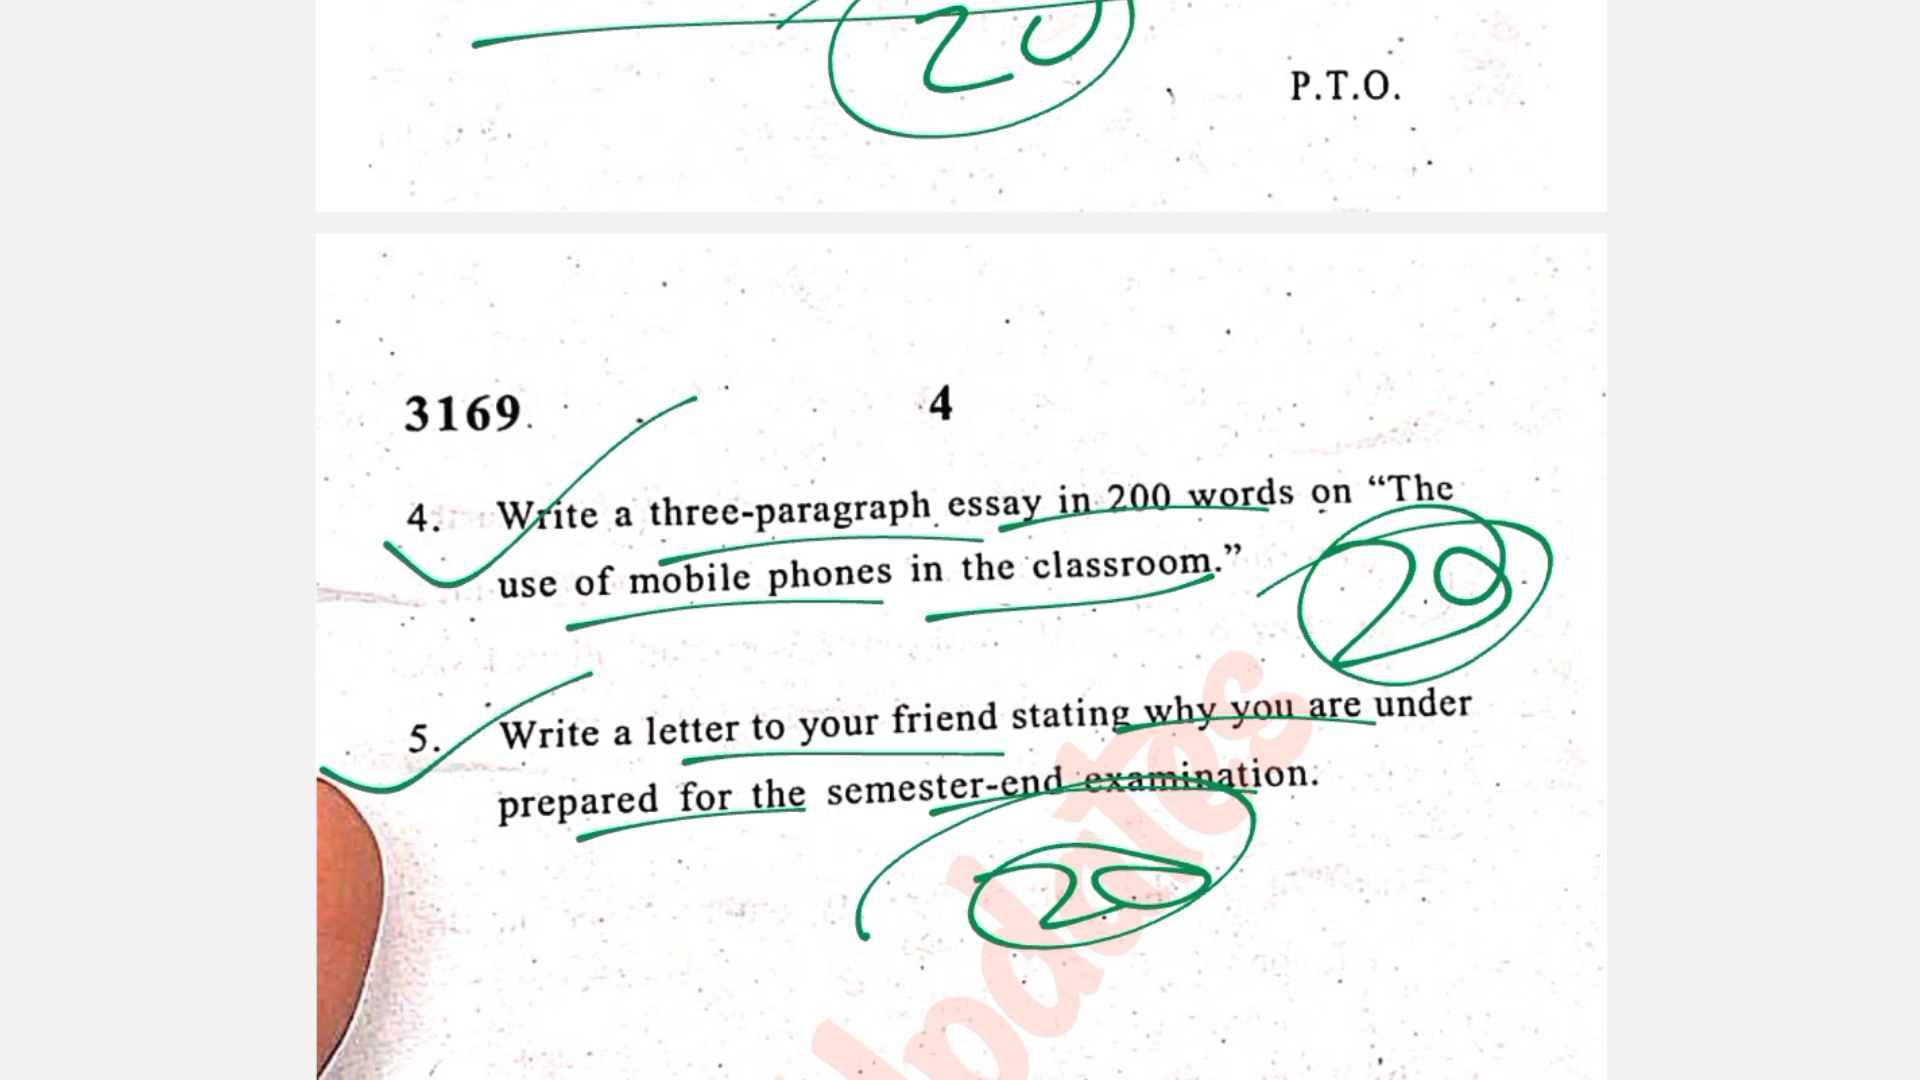 20
P.T.O.
3169.
4
4. Write a three-paragraph essay in 200 words on “The
use of mobile phones in the classroom.”
20
5. Write a letter to your friend stating why you are under
prepared for the semester-end examination.
20
Updates